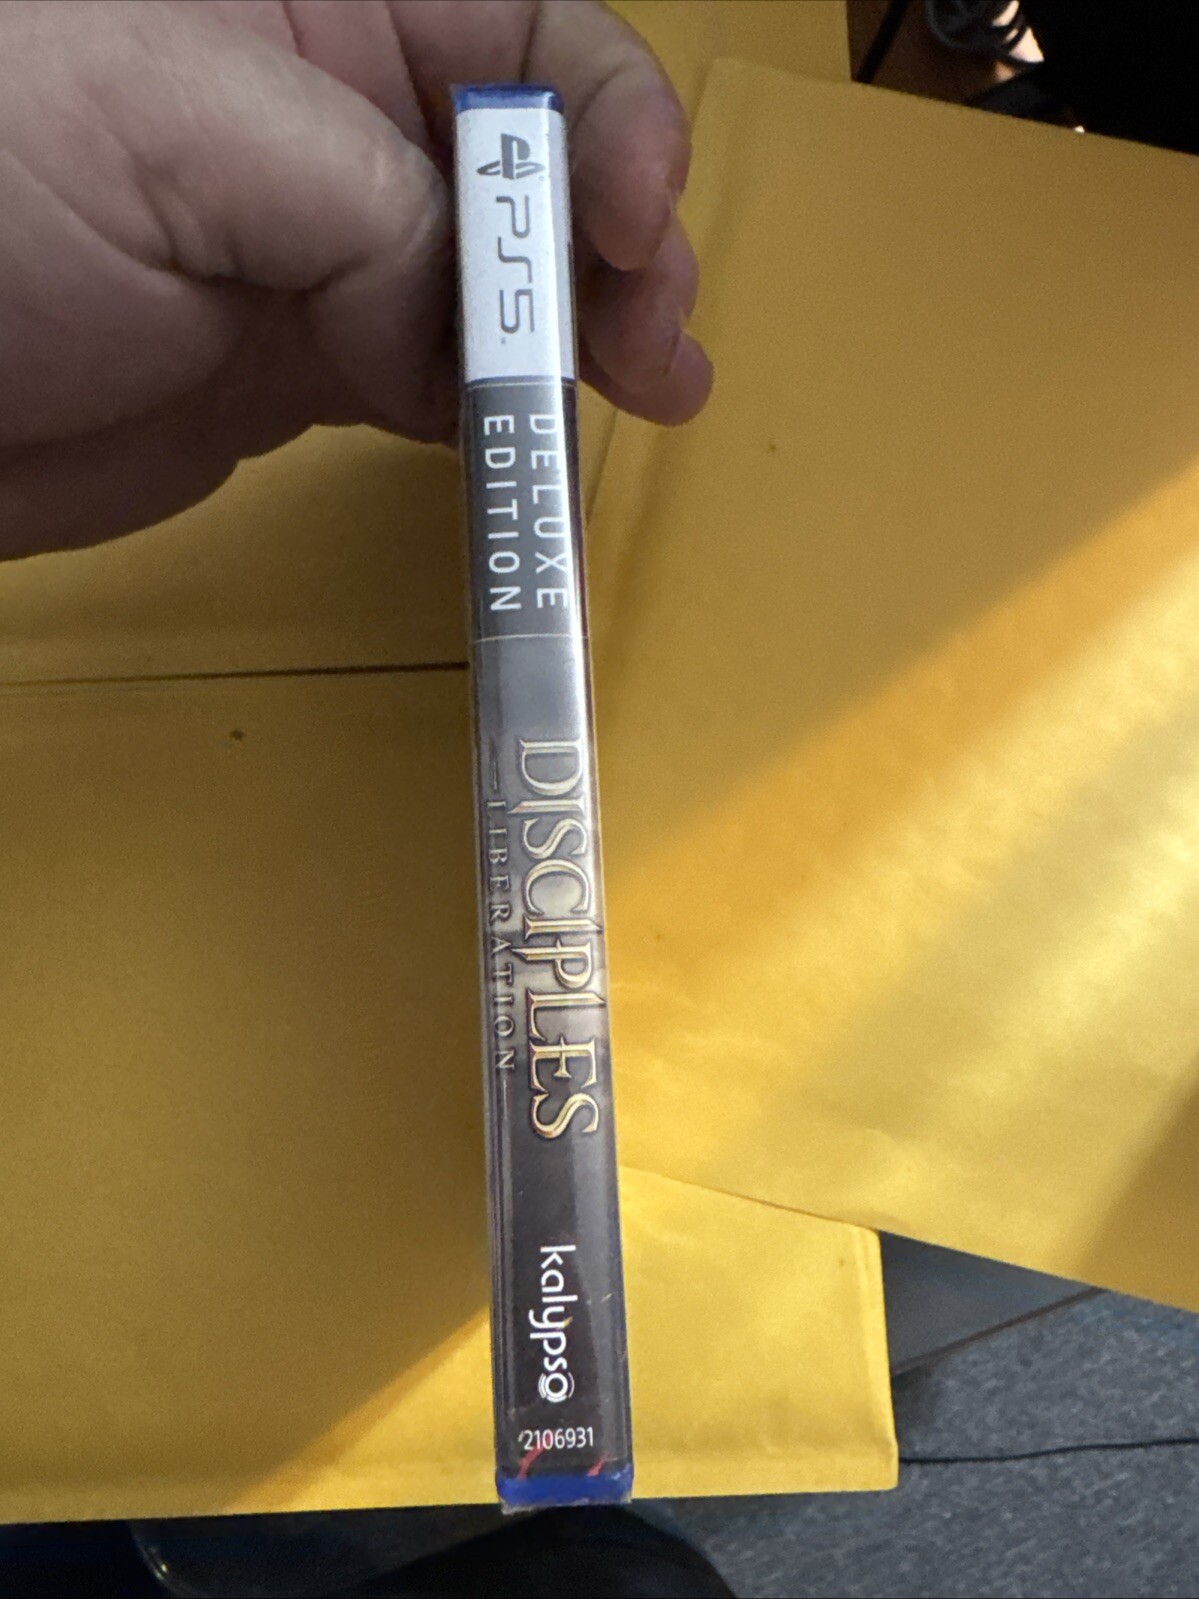 PS5
DELUXE
EDITION
DISCIPLES
LIBERATION
kalypso
2106931